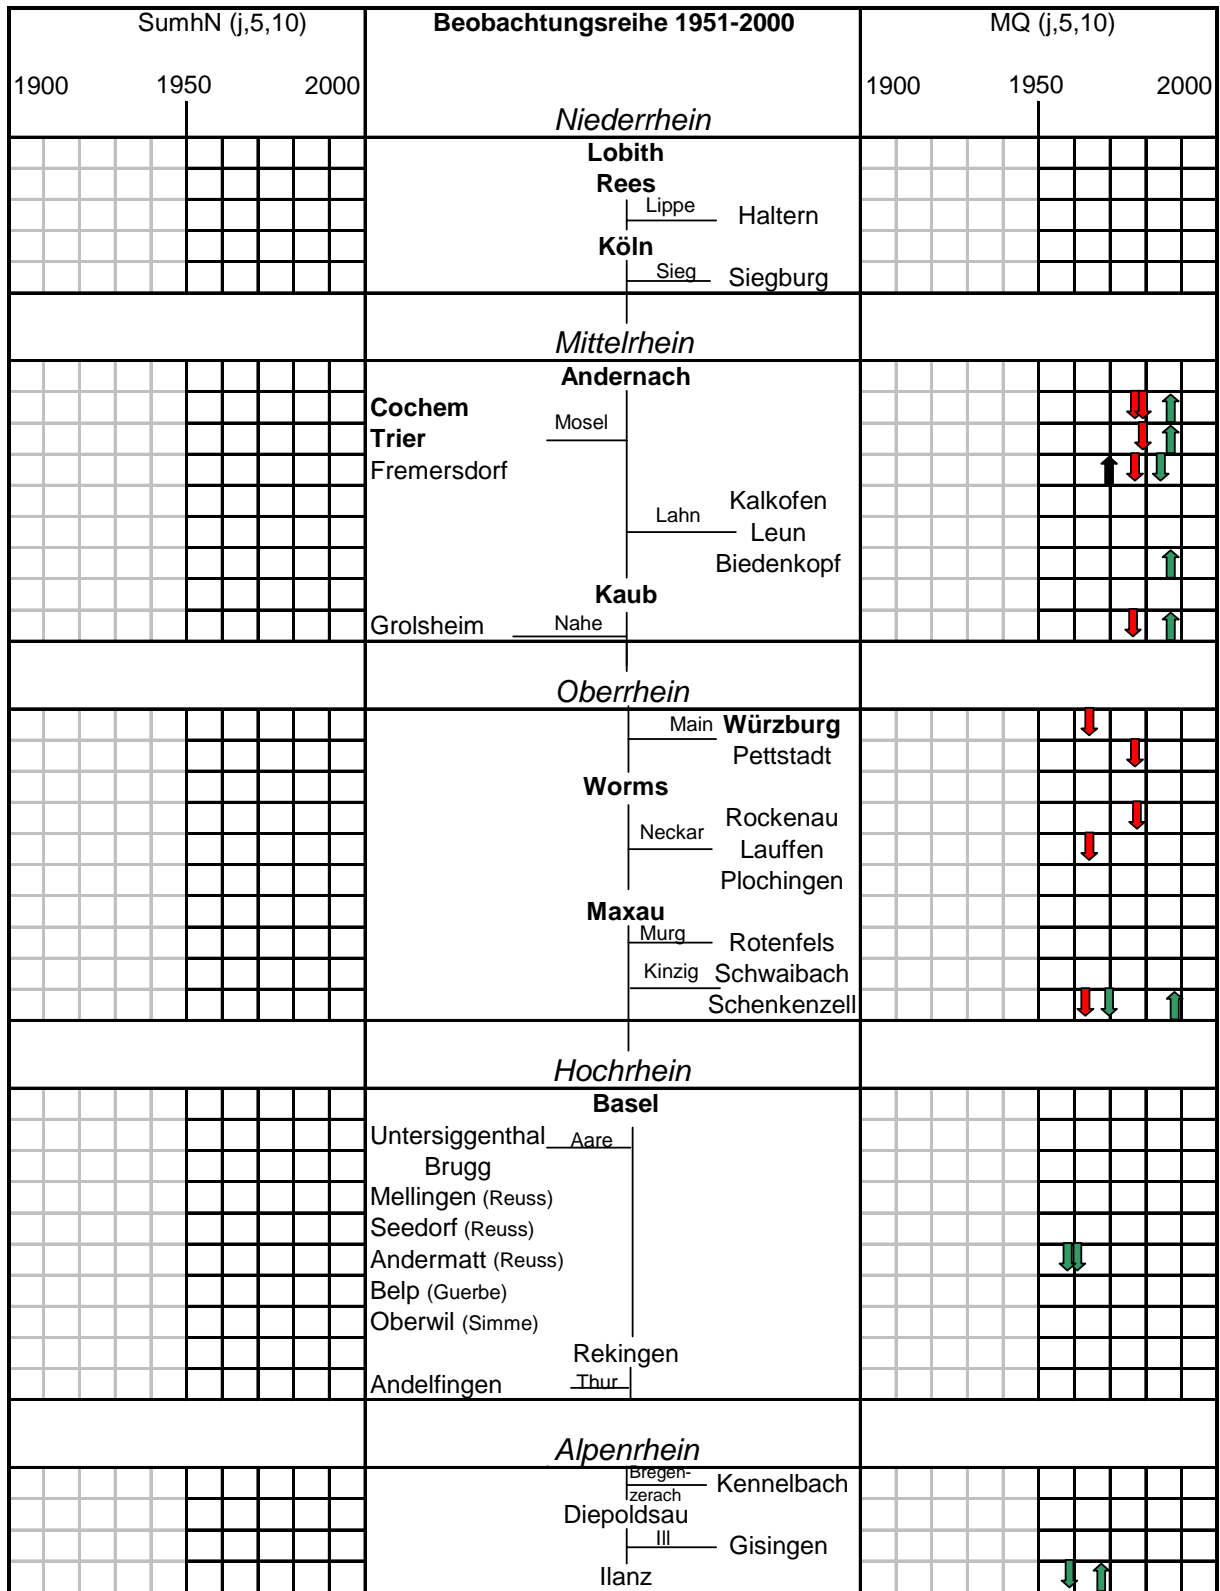 SumhN (j,5,10) Beobachtungsreihe 1951-2000 MQ (j,5,10)
1900 1950 2000 1900 1950 2000
Niederrhein
Lobith
Rees
Lippe Haltern
Köln
Sieg Siegburg
Mittelrhein
Andernach
Cochem
Mosel
Trier
Fremersdorf
Kalkofen
Lahn Leun
Biedenkopf
Kaub
Grolsheim Nahe
Oberrhein
Main Würzburg
Pettstadt
Worms
Rockenau
Neckar Lauffen
Plochingen
Maxau
Murg Rotenfels
Kinzig Schwaibach
Schenkenzell
Hochrhein
Basel
Untersiggenthal Aare
Brugg
Mellingen (Reuss)
Seedorf (Reuss)
Andermatt (Reuss)
Belp (Guerbe)
Oberwil (Simme)
Rekingen
Andelfingen Thur
Alpenrhein
Bregen-
zerach Kennelbach
Diepoldsau
Ill Gisingen
Ilanz